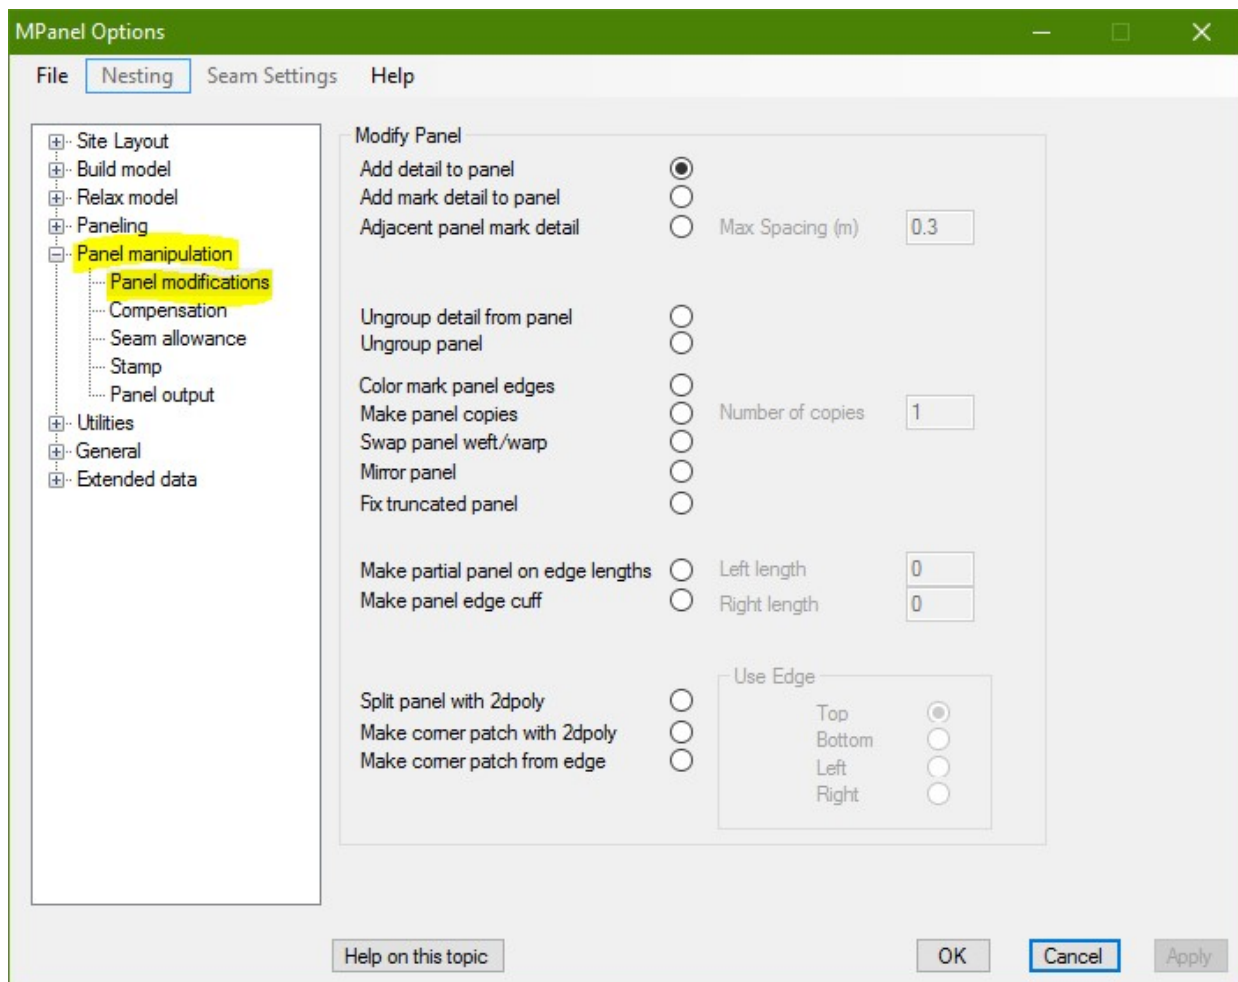 MPanel Options
File Nesting Seam Settings Help
Site Layout
Build model
Relax model
Paneling
Panel manipulation
Panel modifications
Compensation
Seam allowance
Stamp
Panel output
Utilities
General
Extended data
Modify Panel
Add detail to panel
Add mark detail to panel
Adjacent panel mark detail Max Spacing (m) 0.3
Ungroup detail from panel
Ungroup panel
Color mark panel edges
Make panel copies Number of copies 1
Swap panel weft/warp
Mirror panel
Fix truncated panel
Make partial panel on edge lengths Left length 0
Make panel edge cuff Right length 0
Use Edge
Split panel with 2dpoly
Make corner patch with 2dpoly
Make corner patch from edge
Top
Bottom
Left
Right
Help on this topic OK Cancel Apply